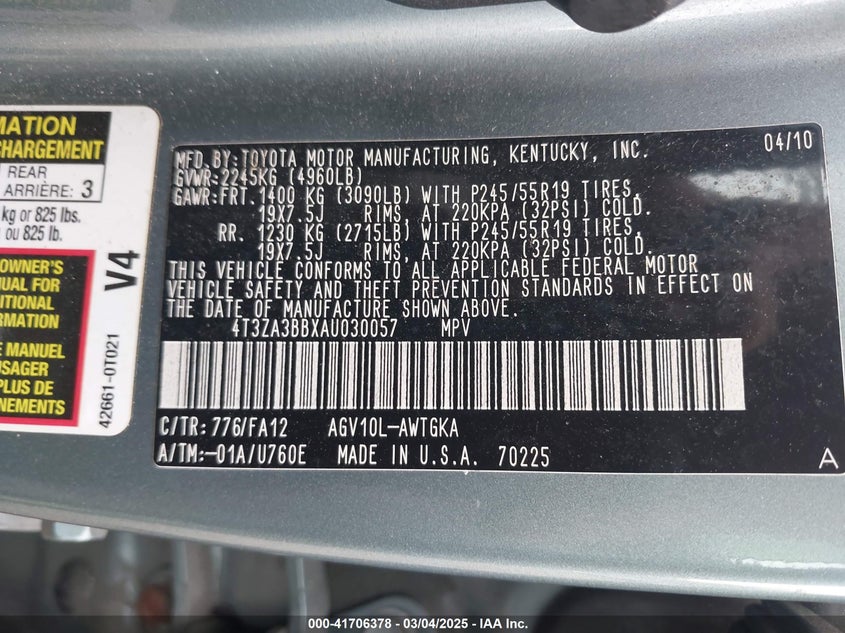 MATION
CHARGEMENT
REAR
ARRIÈRE: 3
kg or 825 lbs.
ou 825 lb.
OWNER'S
MANUAL FOR
MANUEL
PLUS DE
V4
42661-0T021
MFD. BY: TOYOTA MOTOR MANUFACTURING, KENTUCKY, INC. 04/10
GVWR: 2245KG (4960LB)
GAWR: FRT. 1400 KG (3090LB) WITH P245/55R19 TIRES,
19X7.5J RIMS, AT 220KPA (32PSI) COLD.
RR. 1230 KG (2715LB) WITH P245/55R19 TIRES,
19X7.5J RIMS, AT 220KPA (32PSI) COLD.
THIS VEHICLE CONFORMS TO ALL APPLICABLE FEDERAL MOTOR
VEHICLE SAFETY AND THEFT PREVENTION STANDARDS IN EFFECT ON
THE DATE OF MANUFACTURE SHOWN ABOVE.
4T3ZA3BBXAU030057 MPV
C/TR: 776/FA12 AGV10L-AWTGKA
A/TM:-01A/U760E MADE IN U.S.A. 70225 A
000-41706378 - 03/04/2025 - IAA Inc.